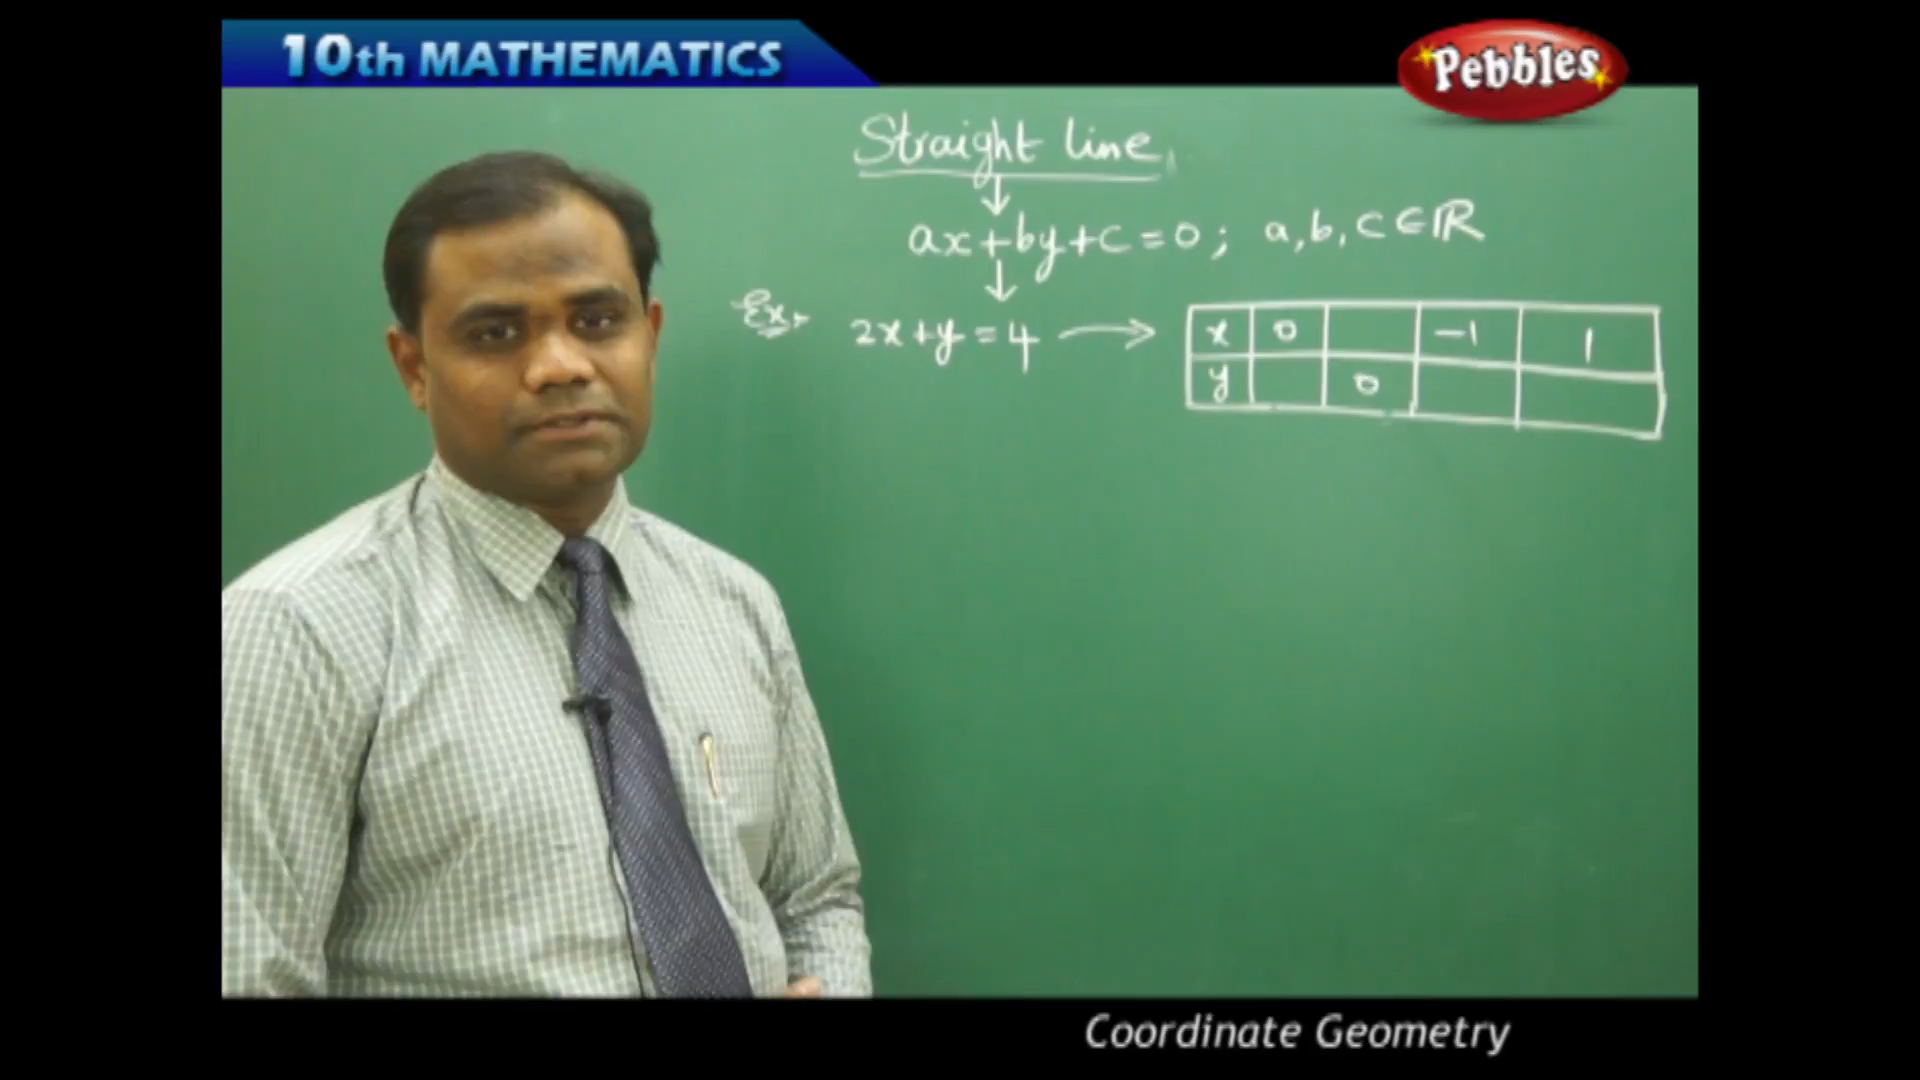 10th MATHEMATICS
Pebbles
Straight line
ax+by+c=0; a,b,c∈ℝ
Ex,
2x+y=4 →
x 0 -1 1
y 0
Coordinate Geometry